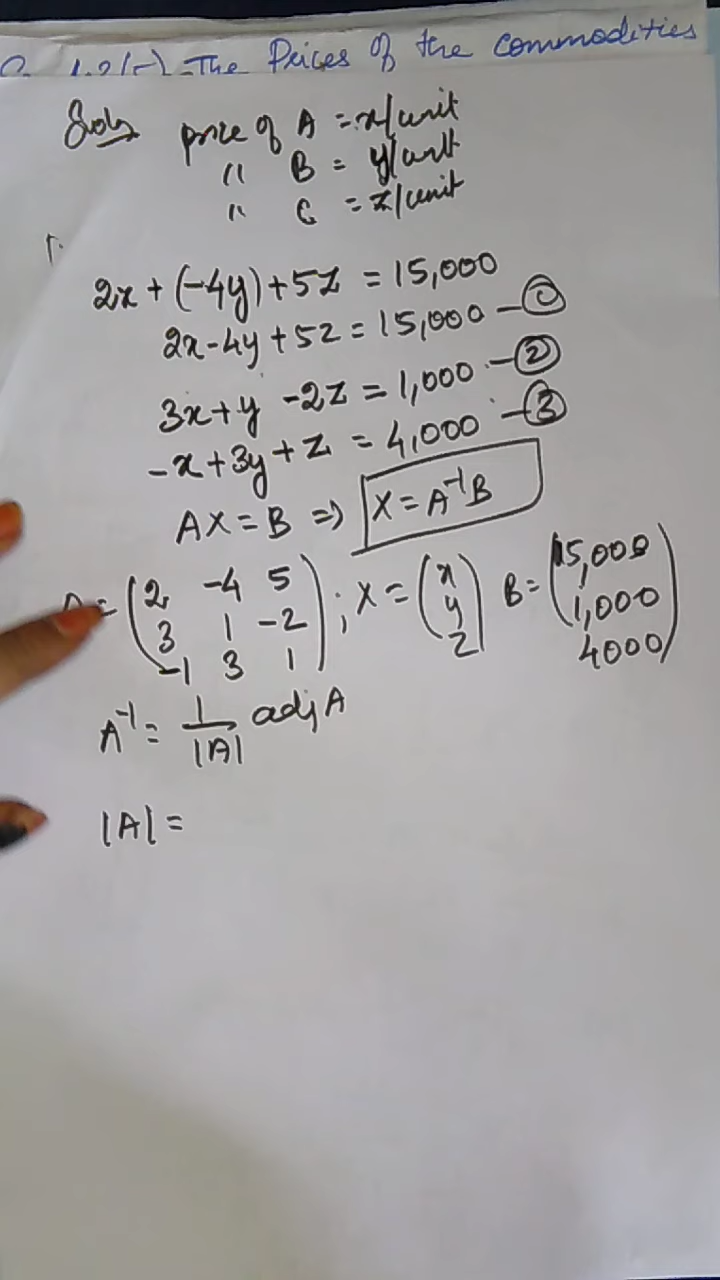 The Prices of the commodities
Soln price of A = x/unit
" B = y/unit
" C = z/unit
2x + (-4y) + 5z = 15,000
2x - 4y + 5z = 15,000 - ①
3x + y - 2z = 1,000 - ②
-x + 3y + z = 4,000 - ③
AX = B ⇒ X = A⁻¹B
= (2 -4 5; X = (x B = (15,000
3 1 -2 y 1,000
-1 3 1) z) 4000)
A⁻¹ = 1/|A| adj A
|A| =